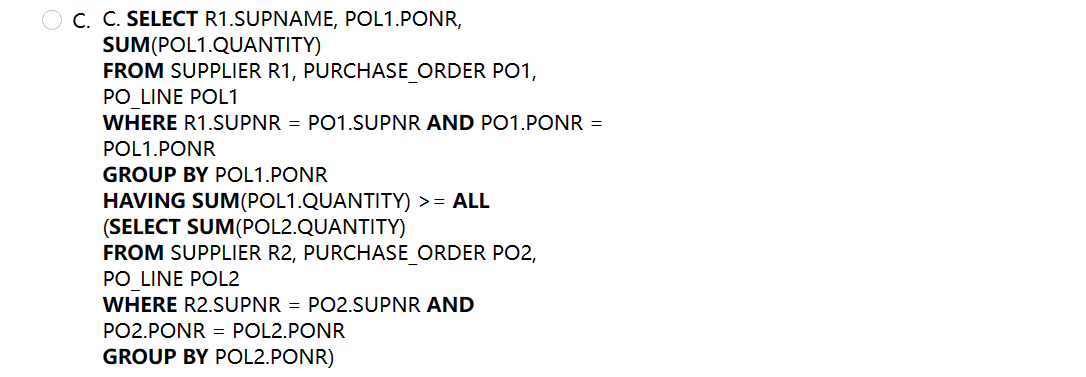 C. C. SELECT R1.SUPNAME, POL1.PONR,
SUM(POL1.QUANTITY)
FROM SUPPLIER R1, PURCHASE_ORDER PO1,
PO_LINE POL1
WHERE R1.SUPNR = PO1.SUPNR AND PO1.PONR =
POL1.PONR
GROUP BY POL1.PONR
HAVING SUM(POL1.QUANTITY) >= ALL
(SELECT SUM(POL2.QUANTITY)
FROM SUPPLIER R2, PURCHASE_ORDER PO2,
PO_LINE POL2
WHERE R2.SUPNR = PO2.SUPNR AND
PO2.PONR = POL2.PONR
GROUP BY POL2.PONR)